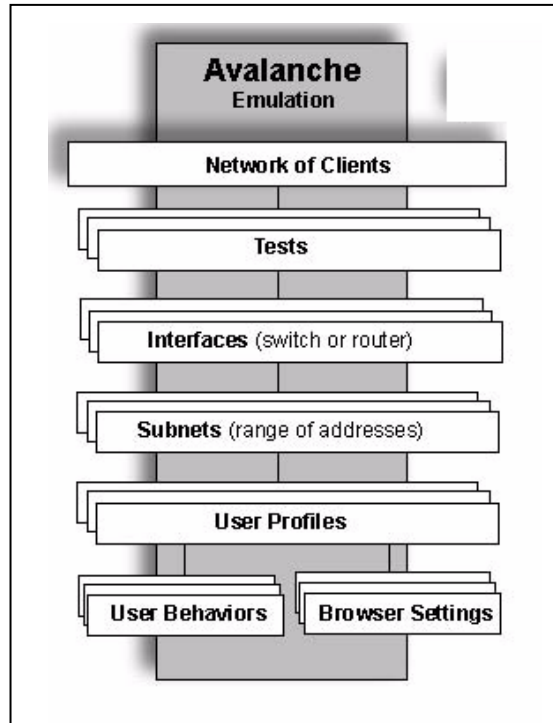 Avalanche
Emulation
Network of Clients
Tests
Interfaces (switch or router)
Subnets (range of addresses)
User Profiles
User Behaviors
Browser Settings